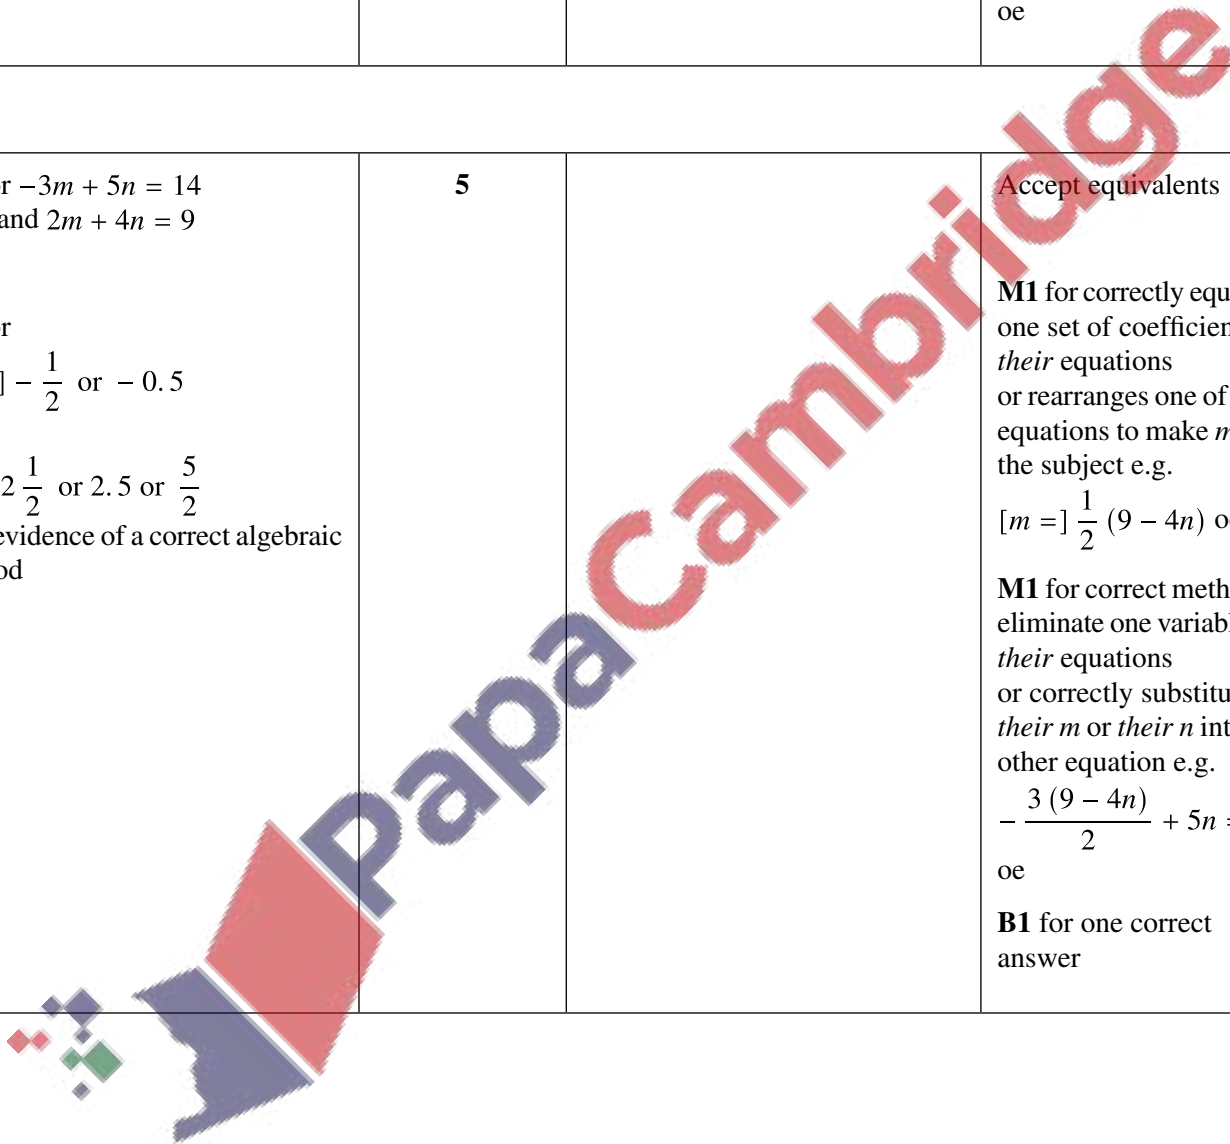 oe
r −3m + 5n = 14
and 2m + 4n = 9
r
] − 1/2 or − 0.5
2 1/2 or 2.5 or 5/2
evidence of a correct algebraic
od
5
Accept equivalents
M1 for correctly equ
one set of coefficien
their equations
or rearranges one of
equations to make m
the subject e.g.
[m =] 1/2 (9 − 4n) o
M1 for correct meth
eliminate one variabl
their equations
or correctly substitu
their m or their n int
other equation e.g.
− 3 (9 − 4n)/2 + 5n =
oe
B1 for one correct
answer
PapaCambridge